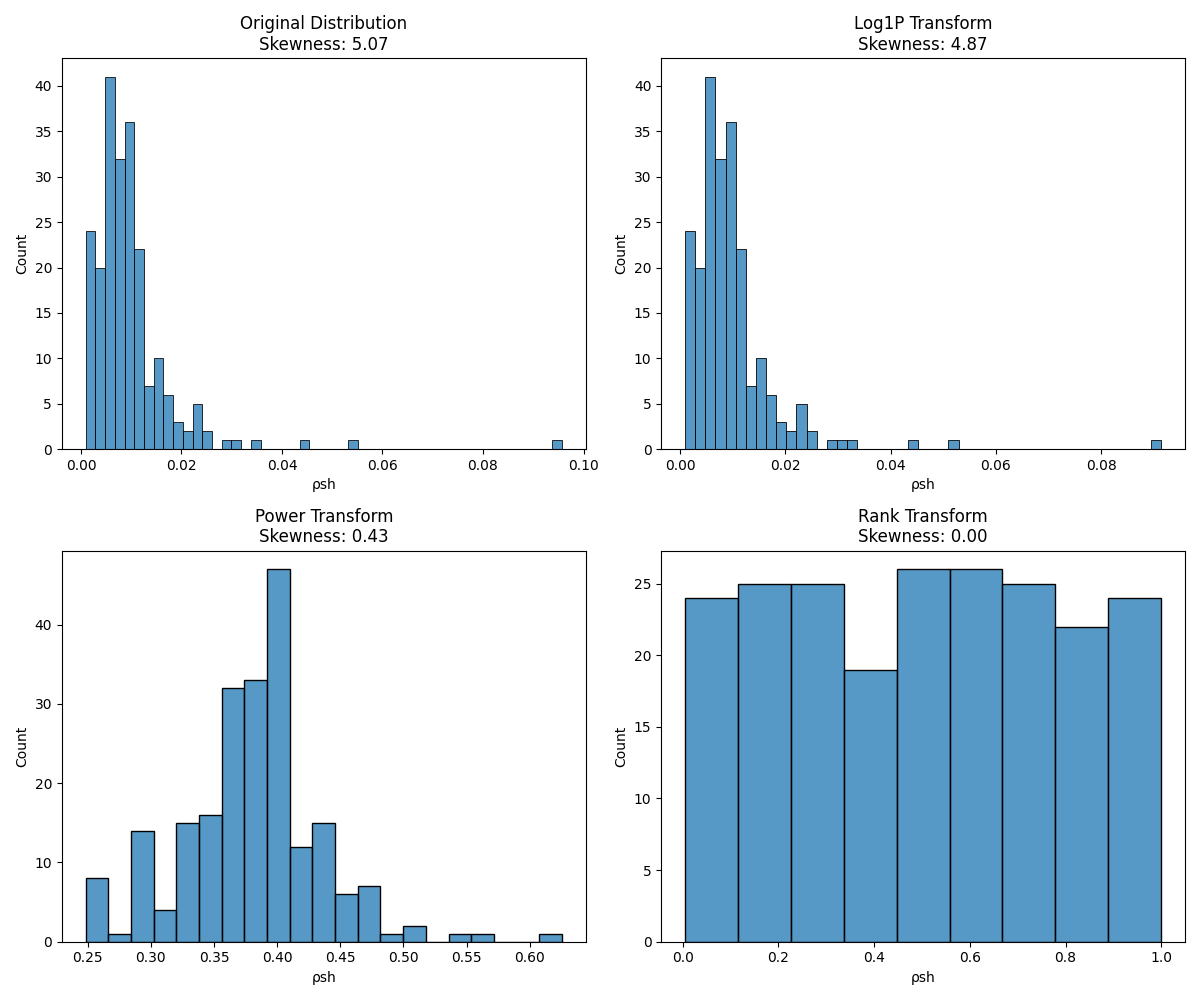 Original Distribution
Skewness: 5.07
Count
40
35
30
25
20
15
10
5
0
0.00 0.02 0.04 0.06 0.08 0.10
ρsh
Log1P Transform
Skewness: 4.87
Count
40
35
30
25
20
15
10
5
0
0.00 0.02 0.04 0.06 0.08
ρsh
Power Transform
Skewness: 0.43
Count
40
30
20
10
0
0.25 0.30 0.35 0.40 0.45 0.50 0.55 0.60
ρsh
Rank Transform
Skewness: 0.00
Count
25
20
15
10
5
0
0.0 0.2 0.4 0.6 0.8 1.0
ρsh